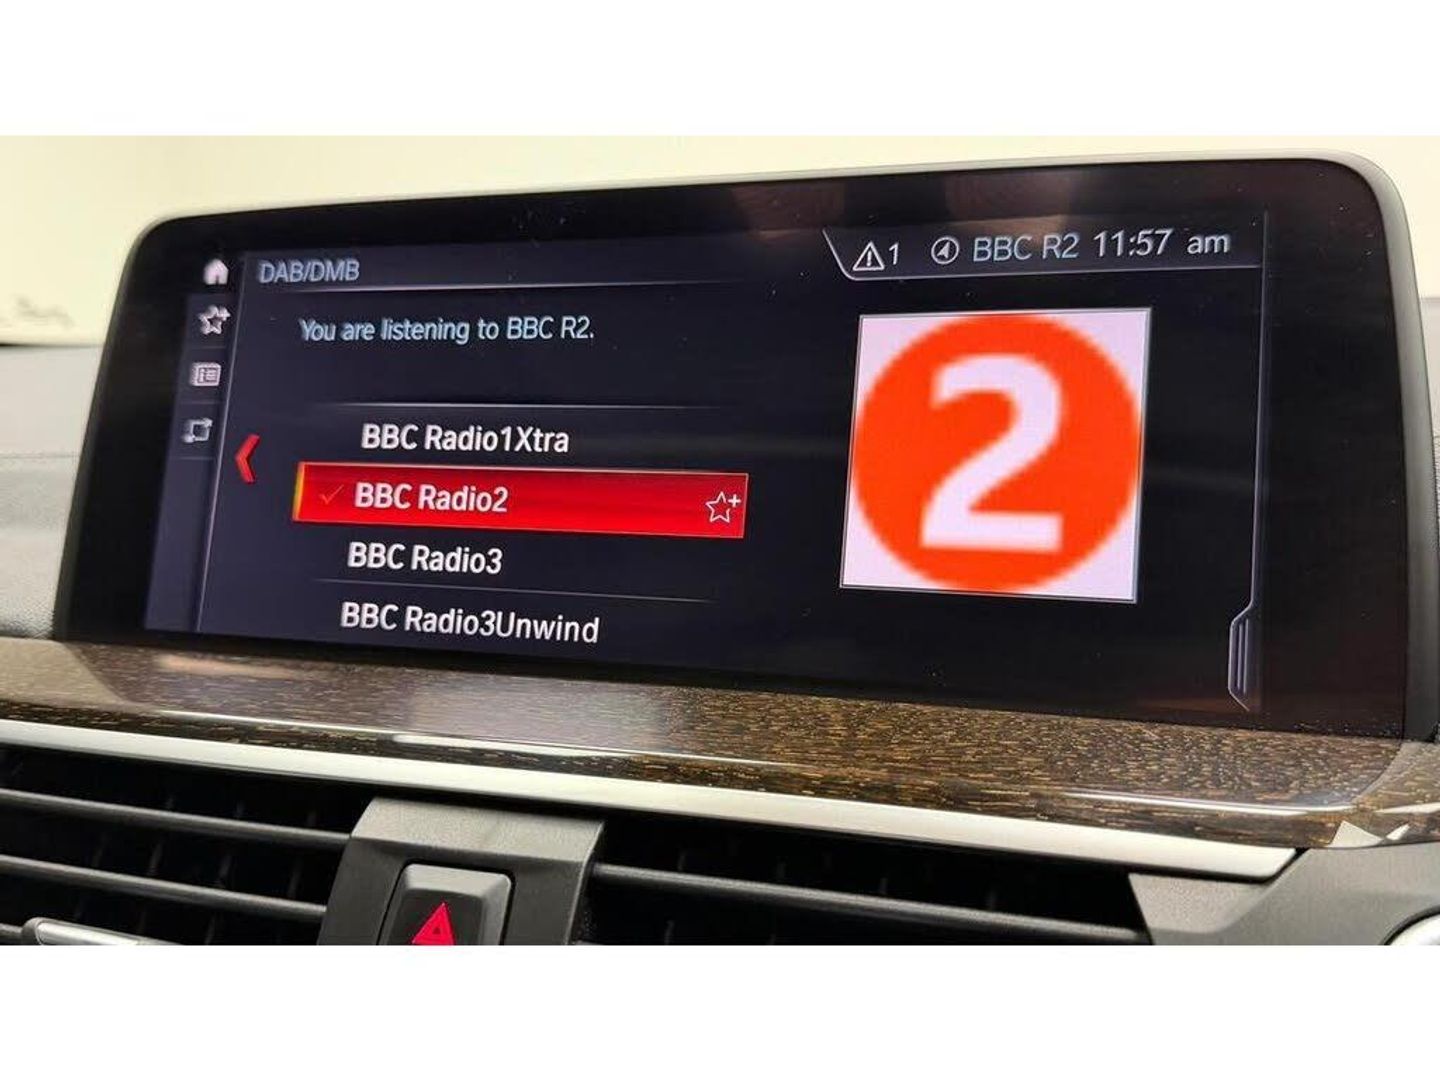 DAB/DMB
1 BBC R2 11:57 am
You are listening to BBC R2.
BBC Radio1Xtra
BBC Radio2
BBC Radio3
BBC Radio3Unwind
2